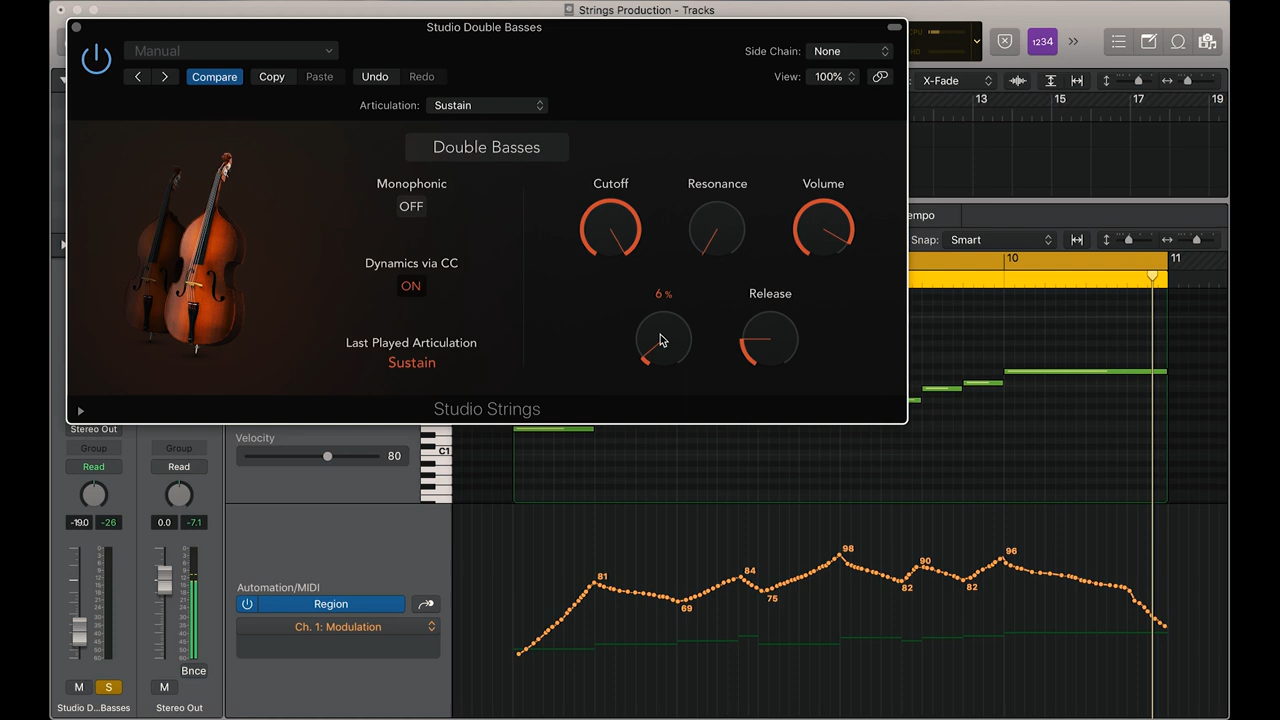 Strings Production - Tracks
Studio Double Basses
Manual
Side Chain: None
1234
Compare Copy Paste Undo Redo
View: 100%
X-Fade
Articulation: Sustain
13 15 17 19
Double Basses
Monophonic
OFF
Cutoff Resonance Volume
Snap: Smart
Dynamics via CC
ON
10 11
6 % Release
Last Played Articulation
Sustain
Studio Strings
Stereo Out
Group Group
Read Read
Velocity
80
C1
-19.0 -26 0.0 -7.1
Automation/MIDI
Region
Ch. 1: Modulation
81 69 84 75 98 82 90 82 96
Bnce
M S M
Studio D...Basses Stereo Out